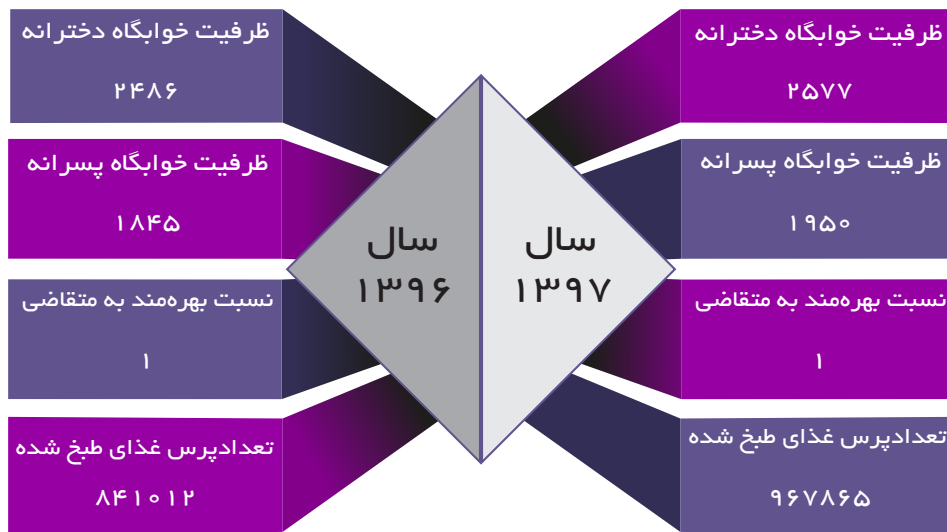 ظرفیت خوابگاه دخترانه
۲۵۷۷
ظرفیت خوابگاه پسرانه
۱۹۵۰
نسبت بهره‌مند به متقاضی
۱
تعدادپرس غذای طبخ شده
۹۶۷۸۶۵
سال
۱۳۹۷
سال
۱۳۹۶
ظرفیت خوابگاه دخترانه
۲۴۸۶
ظرفیت خوابگاه پسرانه
۱۸۴۵
نسبت بهره‌مند به متقاضی
۱
تعدادپرس غذای طبخ شده
۸۴۱۰۱۲